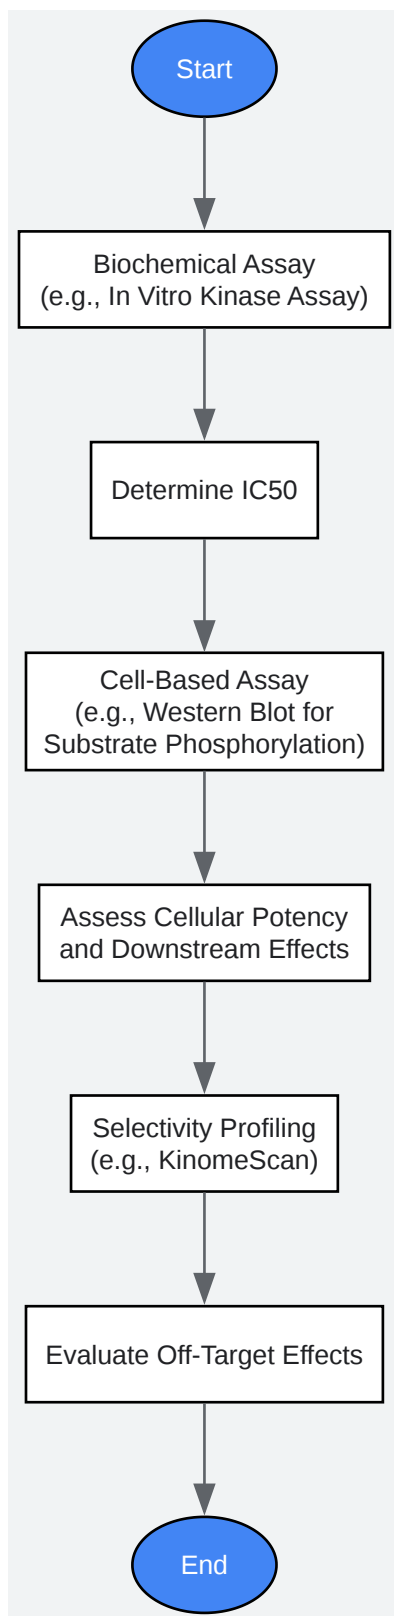 Start
Biochemical Assay
(e.g., In Vitro Kinase Assay)
Determine IC50
Cell-Based Assay
(e.g., Western Blot for
Substrate Phosphorylation)
Assess Cellular Potency
and Downstream Effects
Selectivity Profiling
(e.g., KinomeScan)
Evaluate Off-Target Effects
End